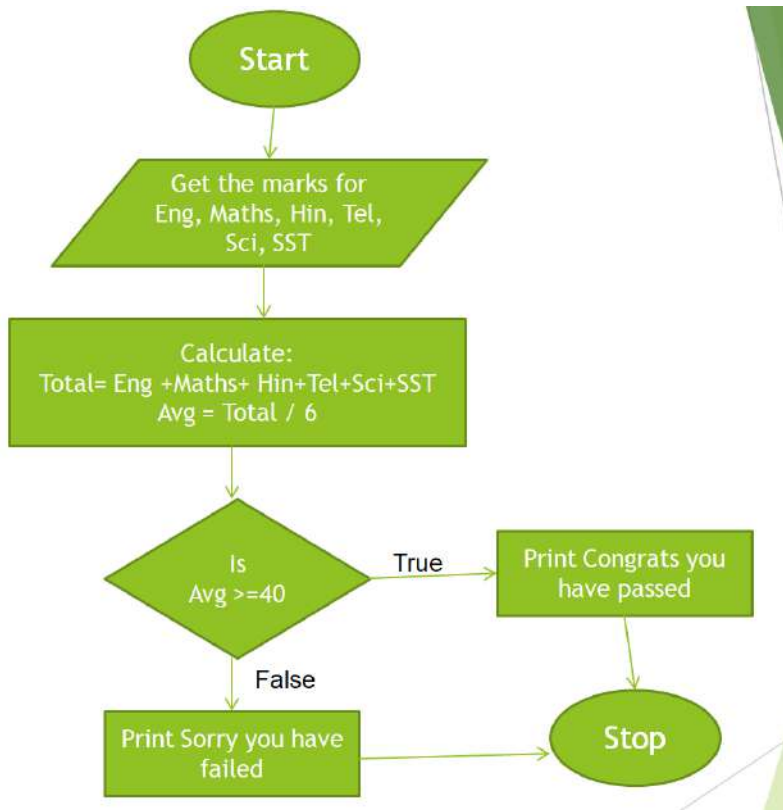 Start
Get the marks for
Eng, Maths, Hin, Tel,
Sci, SST
Calculate:
Total= Eng +Maths+ Hin+Tel+Sci+SST
Avg = Total / 6
Is
Avg >=40
True
Print Congrats you
have passed
False
Print Sorry you have
failed
Stop